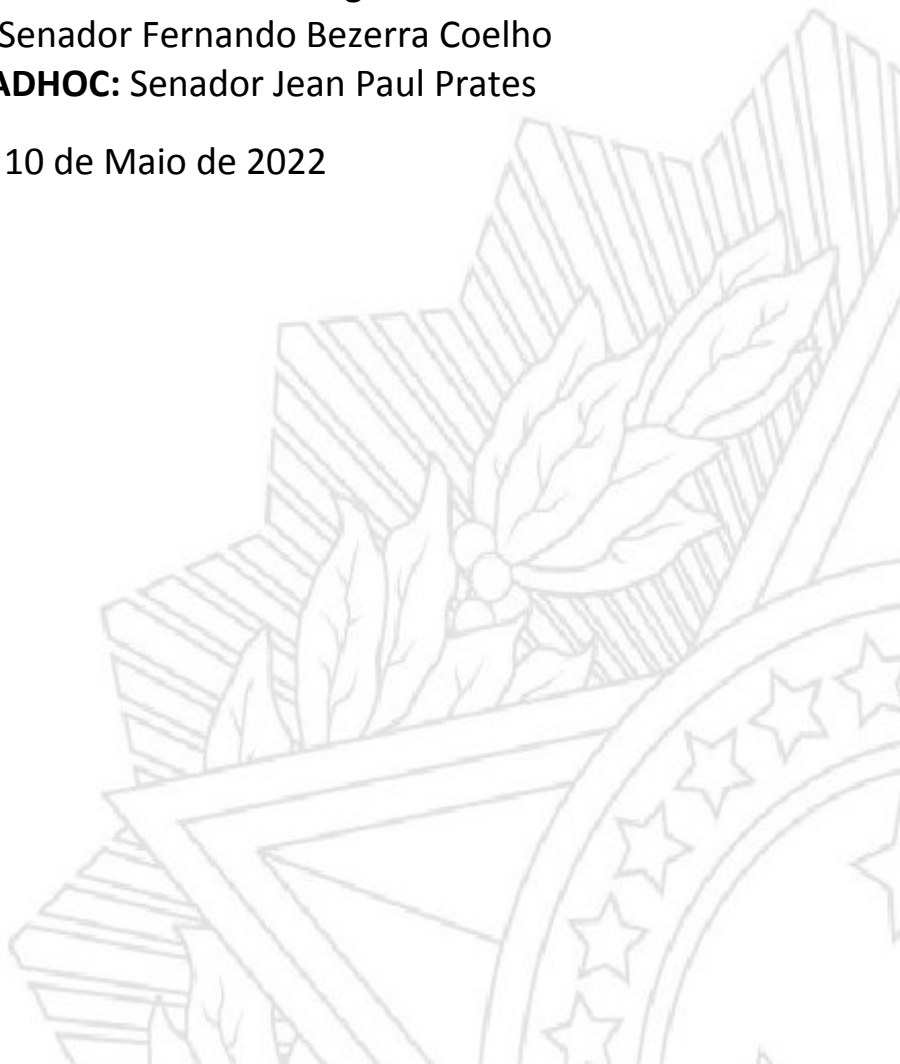 Senador Fernando Bezerra Coelho
ADHOC: Senador Jean Paul Prates
10 de Maio de 2022